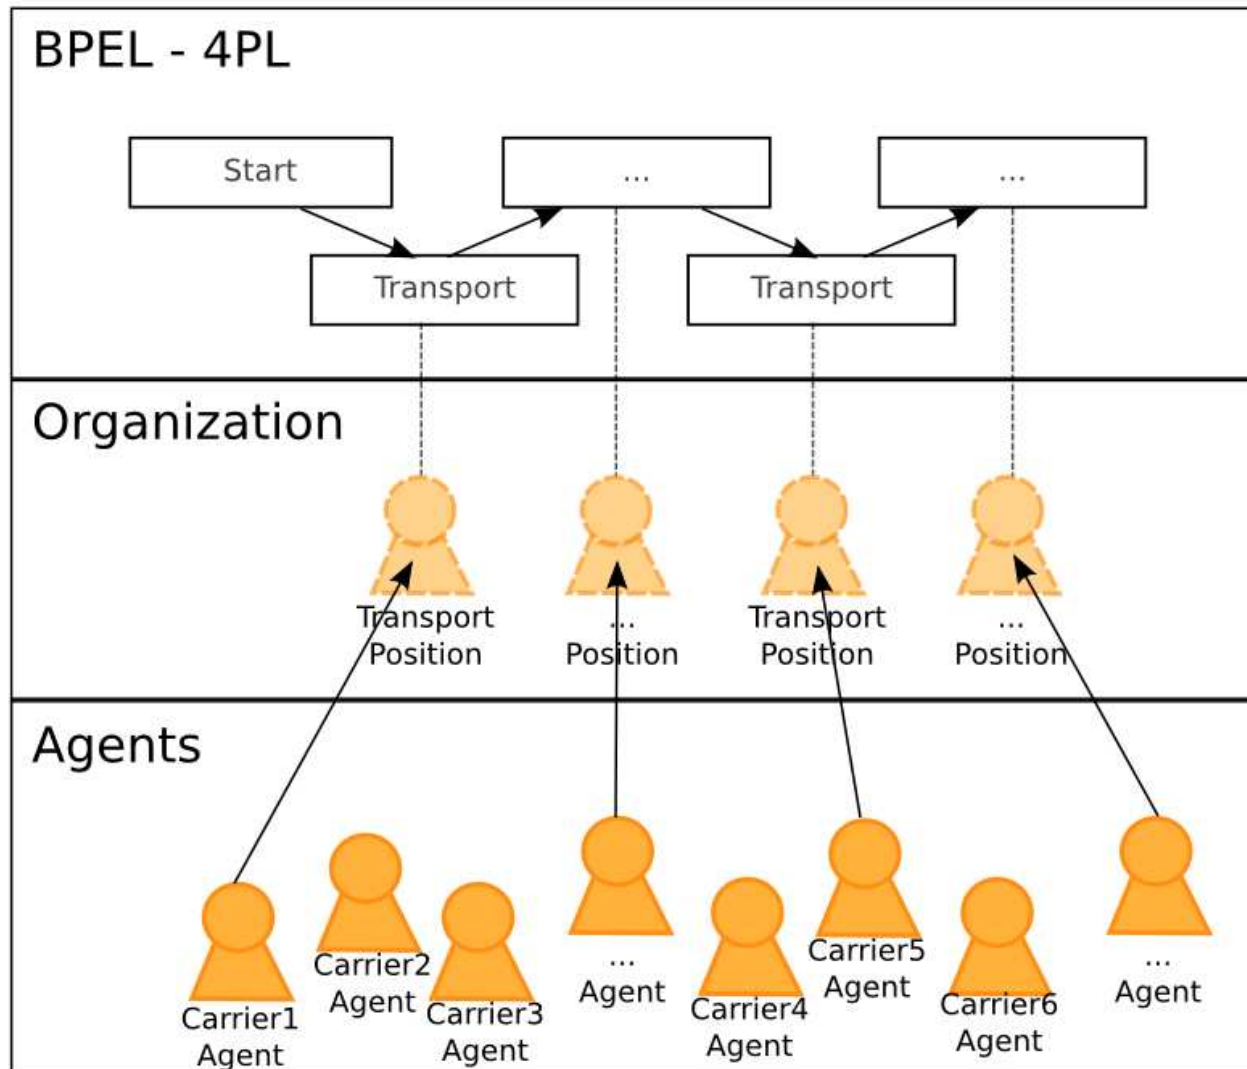 BPEL - 4PL
Start
...
...
Transport
Transport
Organization
Transport
Position
...
Position
Transport
Position
...
Position
Agents
Carrier1
Agent
Carrier2
Agent
Carrier3
Agent
...
Agent
Carrier4
Agent
Carrier5
Agent
Carrier6
Agent
...
Agent